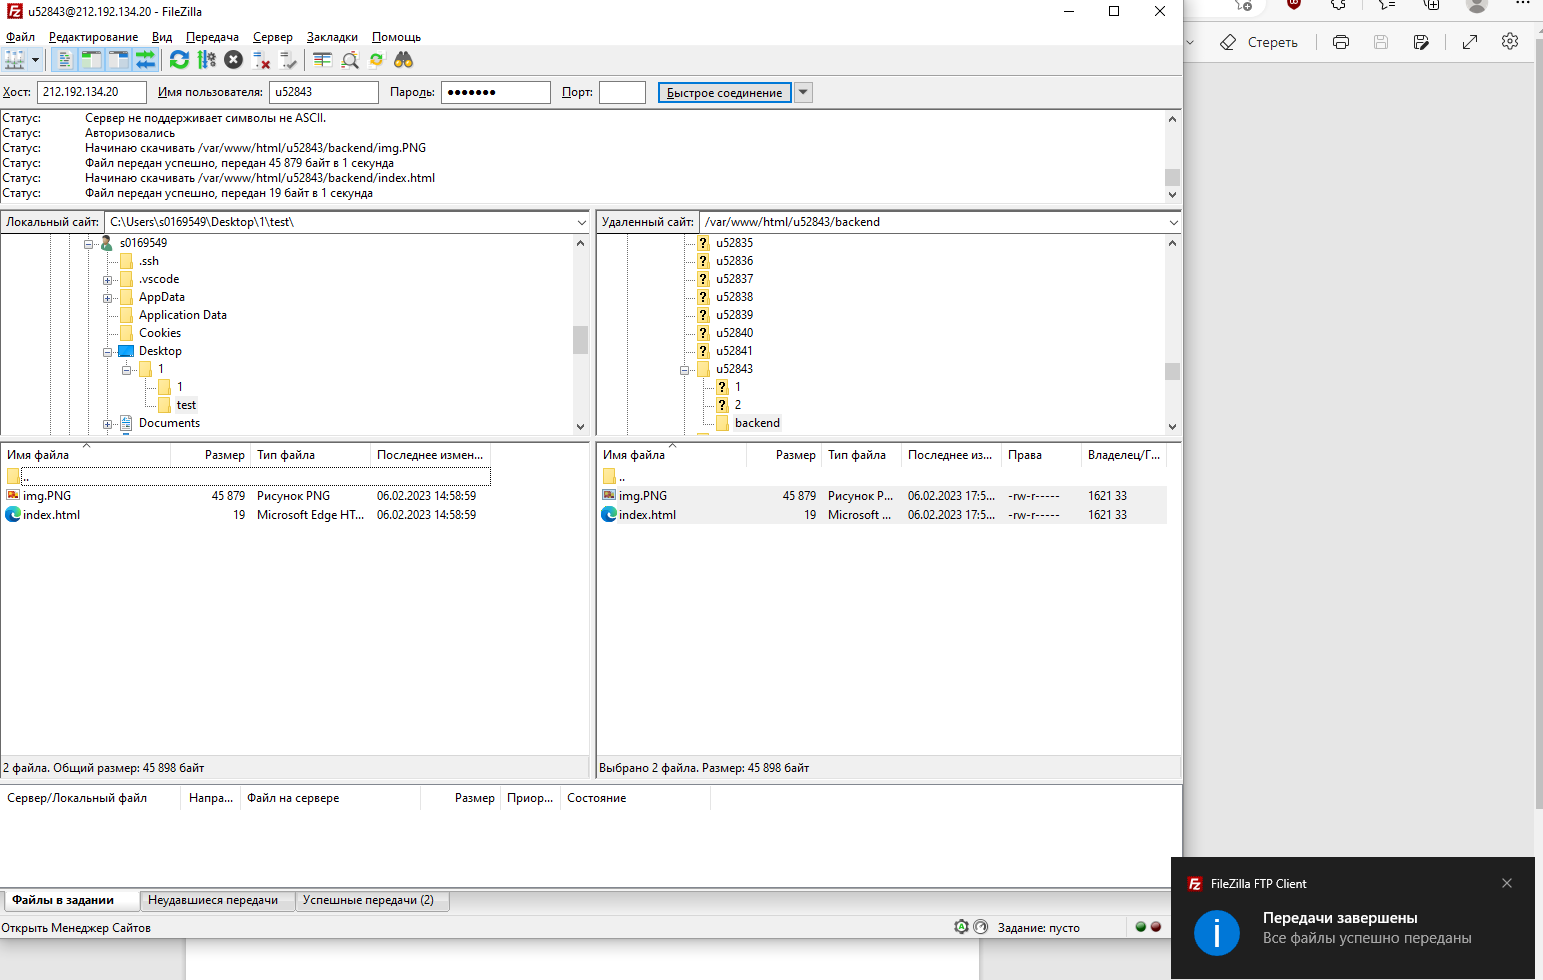 u52843@212.192.134.20 - FileZilla
Файл Редактирование Вид Передача Сервер Закладки Помощь
Стереть
Хост: 212.192.134.20 Имя пользователя: u52843 Пароль: ●●●●●●● Порт: Быстрое соединение
Статус: Сервер не поддерживает символы не ASCII.
Статус: Авторизовались
Статус: Начинаю скачивать /var/www/html/u52843/backend/img.PNG
Статус: Файл передан успешно, передан 45 879 байт в 1 секунда
Статус: Начинаю скачивать /var/www/html/u52843/backend/index.html
Статус: Файл передан успешно, передан 19 байт в 1 секунда
Локальный сайт: C:\Users\s0169549\Desktop\1\test\
s0169549
.ssh
.vscode
AppData
Application Data
Cookies
Desktop
1
1
test
Documents
Удаленный сайт: /var/www/html/u52843/backend
? u52835
? u52836
? u52837
? u52838
? u52839
? u52840
? u52841
u52843
? 1
? 2
backend
Имя файла Размер Тип файла Последнее измен...
..
img.PNG 45 879 Рисунок PNG 06.02.2023 14:58:59
index.html 19 Microsoft Edge HT... 06.02.2023 14:58:59
2 файла. Общий размер: 45 898 байт
Имя файла Размер Тип файла Последнее из... Права Владелец/Г...
..
img.PNG 45 879 Рисунок P... 06.02.2023 17:5... -rw-r----- 1621 33
index.html 19 Microsoft ... 06.02.2023 17:5... -rw-r----- 1621 33
Выбрано 2 файла. Размер: 45 898 байт
Сервер/Локальный файл Напра... Файл на сервере Размер Приор... Состояние
Файлы в задании Неудавшиеся передачи Успешные передачи (2)
Открыть Менеджер Сайтов Задание: пусто
FileZilla FTP Client
Передачи завершены
Все файлы успешно переданы